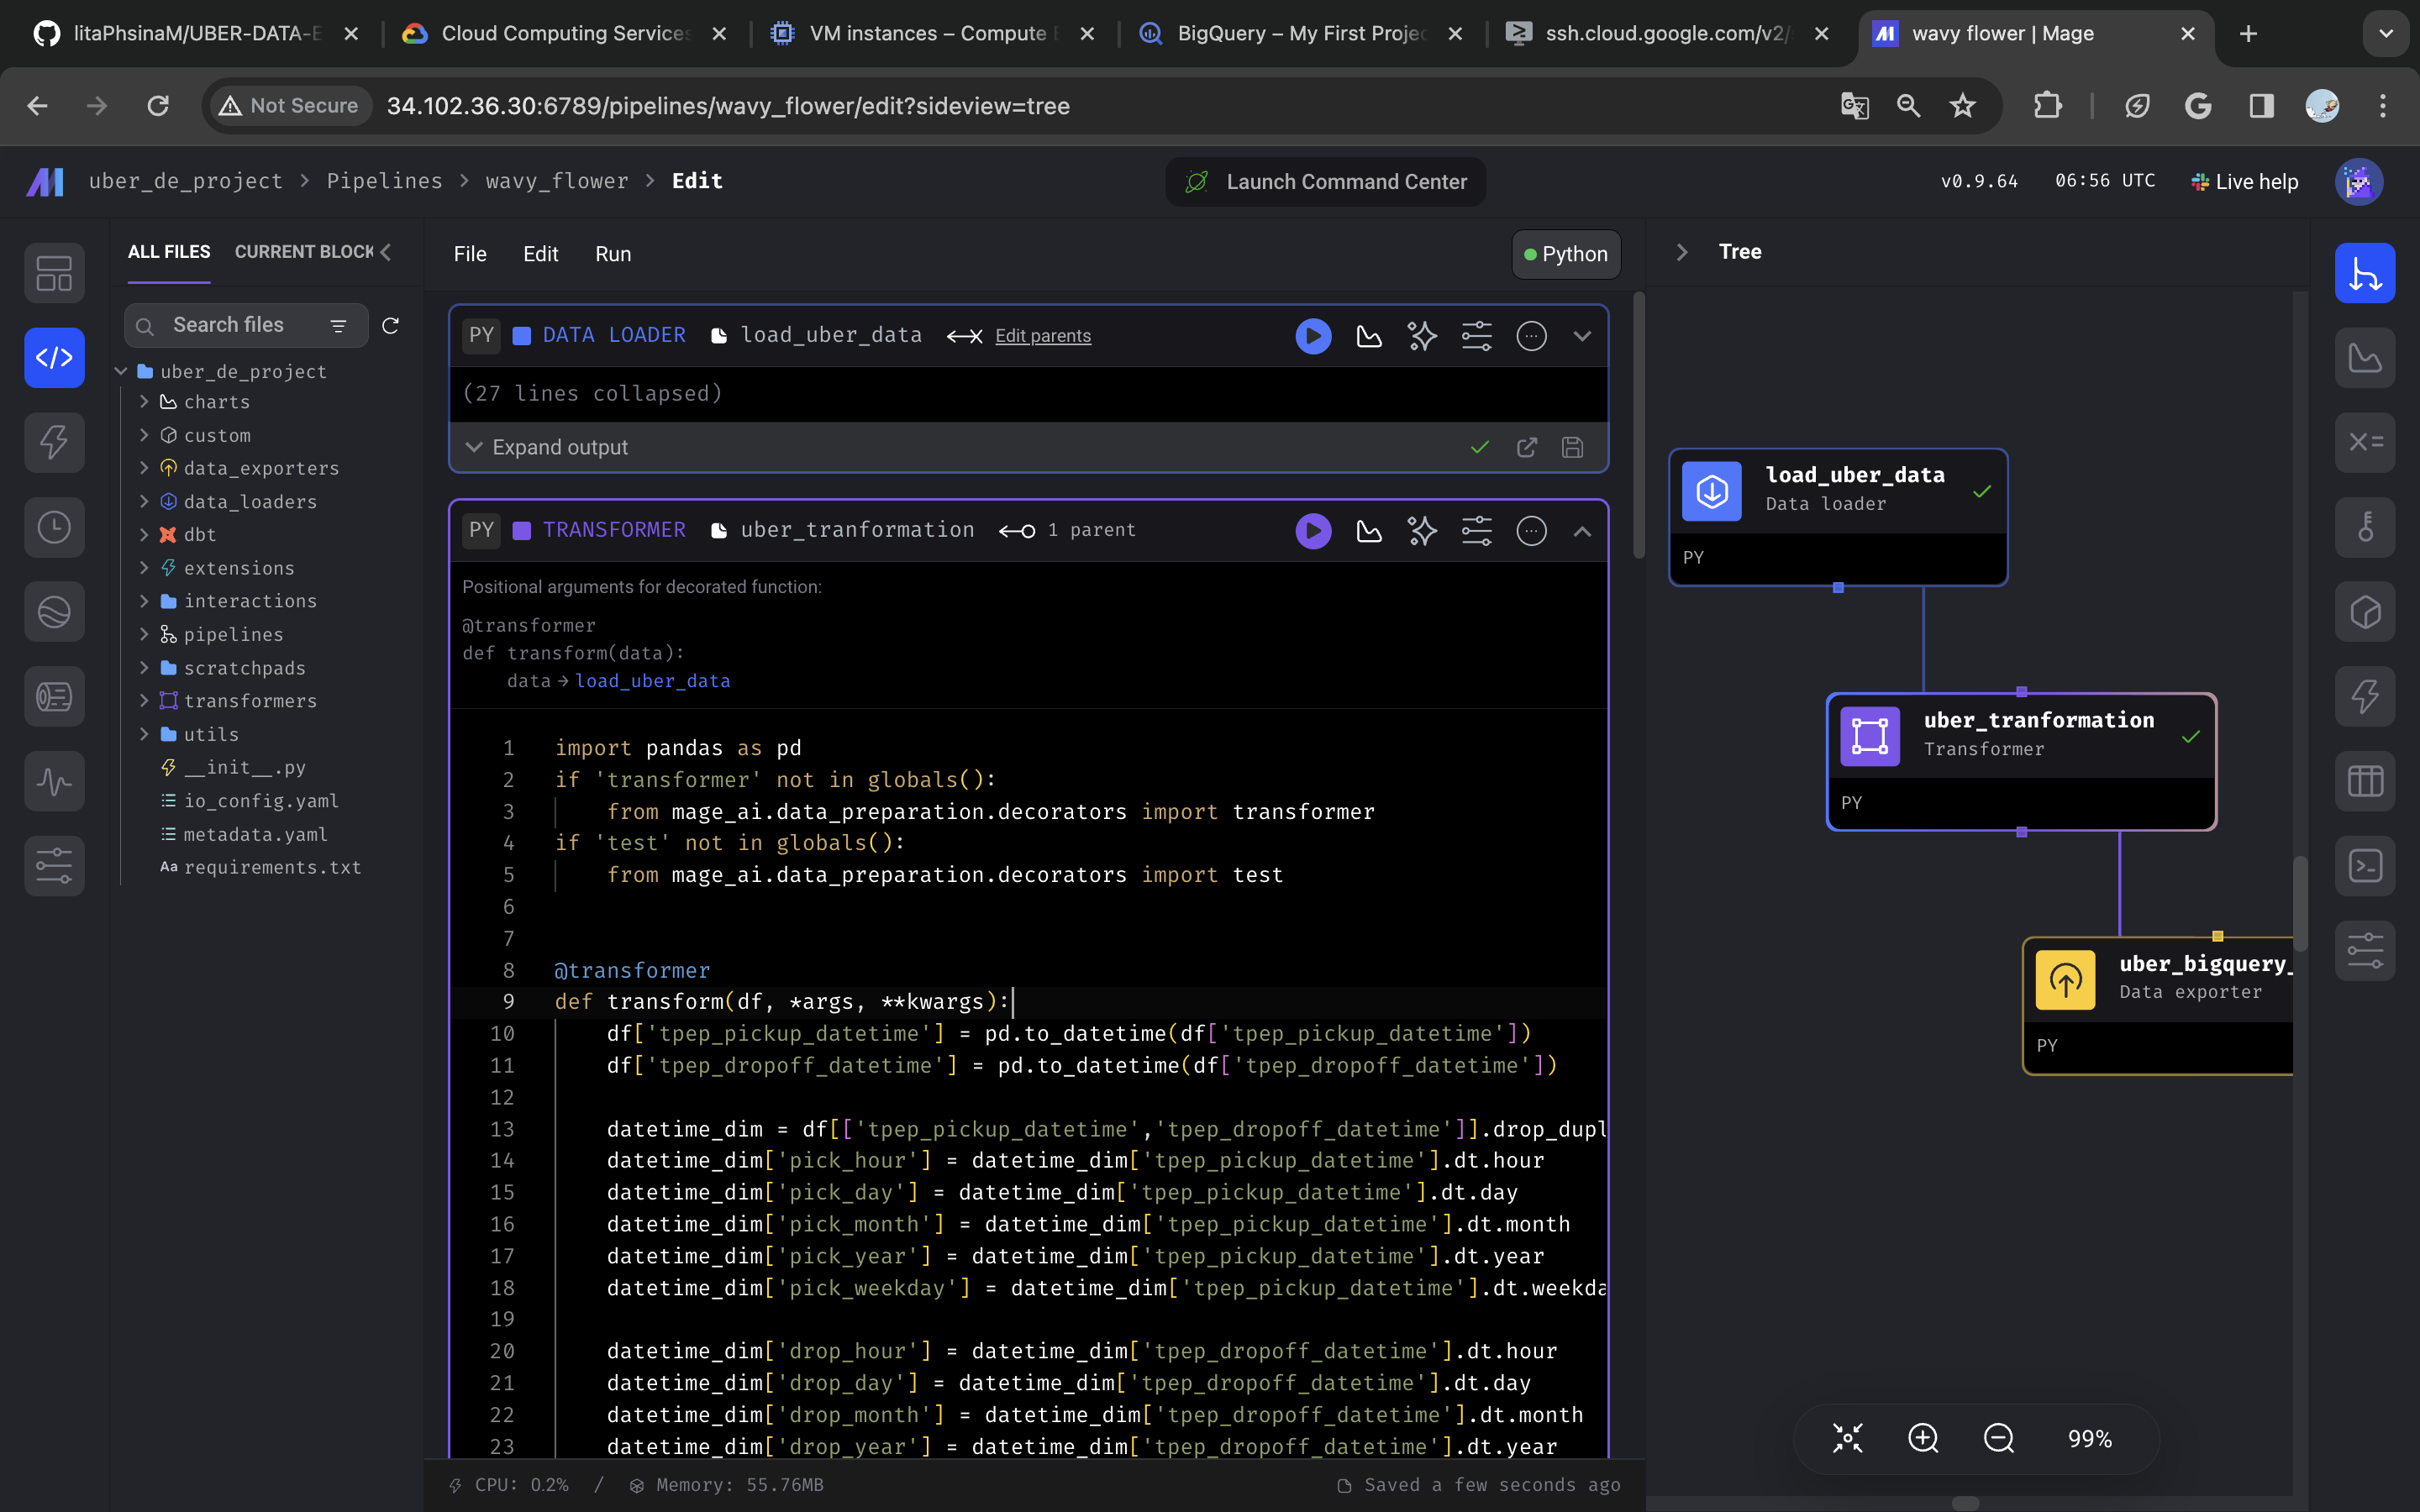 litaPhsinaM/UBER-DATA-E
Cloud Computing Services
VM instances – Compute E
BigQuery – My First Projec
ssh.cloud.google.com/v2/
wavy flower | Mage
Not Secure
34.102.36.30:6789/pipelines/wavy_flower/edit?sideview=tree
uber_de_project > Pipelines > wavy_flower > Edit
Launch Command Center
v0.9.64
06:56 UTC
Live help
ALL FILES
CURRENT BLOCK
Search files
uber_de_project
charts
custom
data_exporters
data_loaders
dbt
extensions
interactions
pipelines
scratchpads
transformers
utils
__init__.py
io_config.yaml
metadata.yaml
Aa requirements.txt
File
Edit
Run
Python
PY DATA LOADER load_uber_data Edit parents
(27 lines collapsed)
Expand output
PY TRANSFORMER uber_tranformation 1 parent
Positional arguments for decorated function:
@transformer
def transform(data):
    data → load_uber_data
1 import pandas as pd
2 if 'transformer' not in globals():
3     from mage_ai.data_preparation.decorators import transformer
4 if 'test' not in globals():
5     from mage_ai.data_preparation.decorators import test
6
7
8 @transformer
9 def transform(df, *args, **kwargs):
10     df['tpep_pickup_datetime'] = pd.to_datetime(df['tpep_pickup_datetime'])
11     df['tpep_dropoff_datetime'] = pd.to_datetime(df['tpep_dropoff_datetime'])
12
13     datetime_dim = df[['tpep_pickup_datetime','tpep_dropoff_datetime']].drop_dupl
14     datetime_dim['pick_hour'] = datetime_dim['tpep_pickup_datetime'].dt.hour
15     datetime_dim['pick_day'] = datetime_dim['tpep_pickup_datetime'].dt.day
16     datetime_dim['pick_month'] = datetime_dim['tpep_pickup_datetime'].dt.month
17     datetime_dim['pick_year'] = datetime_dim['tpep_pickup_datetime'].dt.year
18     datetime_dim['pick_weekday'] = datetime_dim['tpep_pickup_datetime'].dt.weekda
19
20     datetime_dim['drop_hour'] = datetime_dim['tpep_dropoff_datetime'].dt.hour
21     datetime_dim['drop_day'] = datetime_dim['tpep_dropoff_datetime'].dt.day
22     datetime_dim['drop_month'] = datetime_dim['tpep_dropoff_datetime'].dt.month
23     datetime_dim['drop_year'] = datetime_dim['tpep_dropoff_datetime'].dt.year
CPU: 0.2% / Memory: 55.76MB
Saved a few seconds ago
Tree
load_uber_data
Data loader
PY
uber_tranformation
Transformer
PY
uber_bigquery_
Data exporter
PY
99%